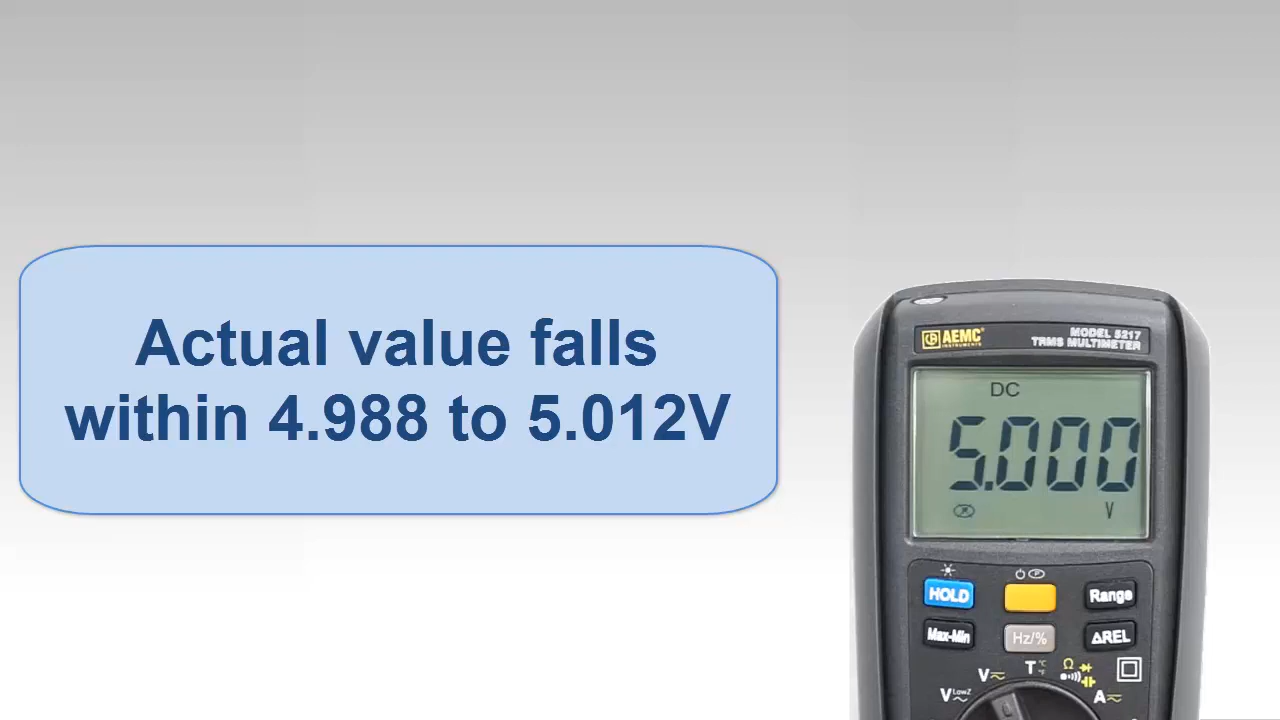 Actual value falls
within 4.988 to 5.012V
AEMC®
INSTRUMENTS
MODEL 5217
TRMS MULTIMETER
DC
5.000
V
HOLD
Range
Max-Min
Hz/%
ΔREL
V LowZ
V
T °C °F
Ω
A